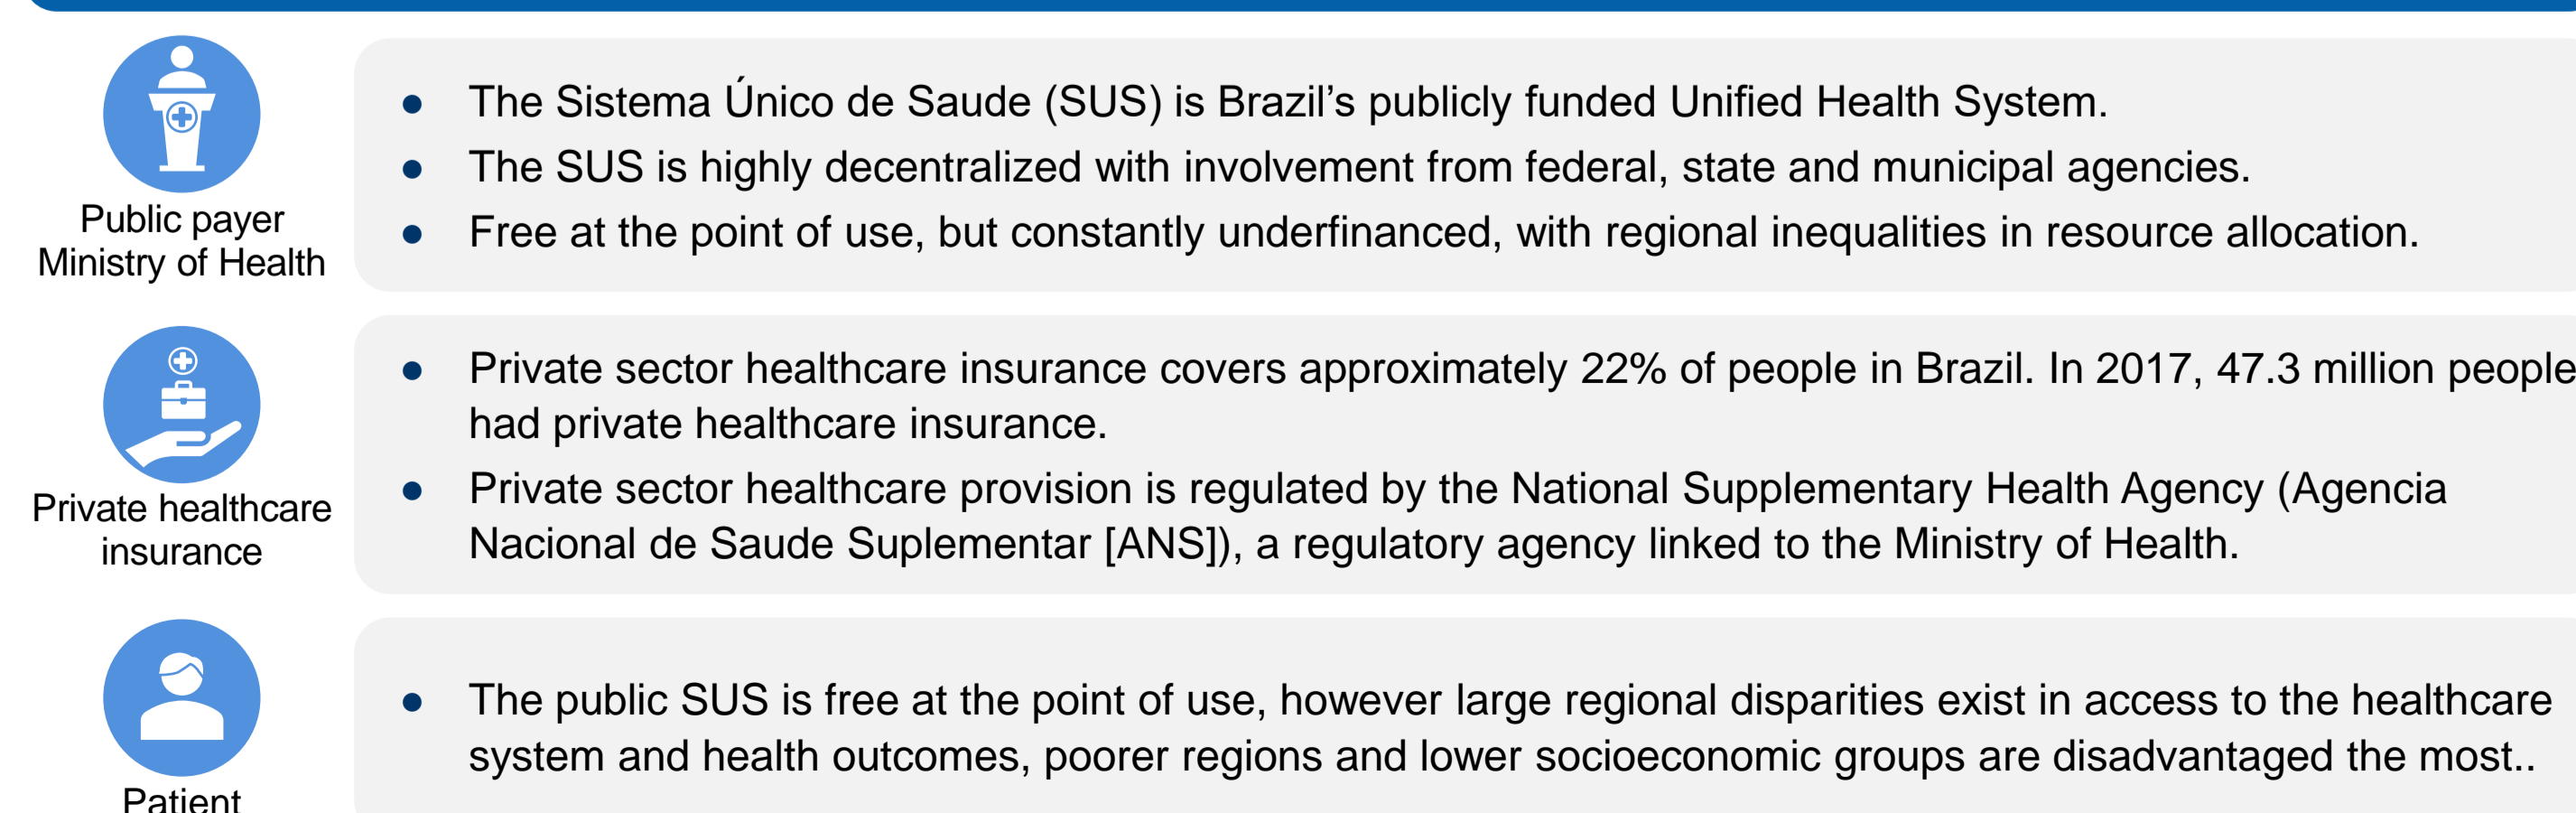 Public payer
Ministry of Health
● The Sistema Único de Saude (SUS) is Brazil’s publicly funded Unified Health System.
● The SUS is highly decentralized with involvement from federal, state and municipal agencies.
● Free at the point of use, but constantly underfinanced, with regional inequalities in resource allocation.
Private healthcare
insurance
● Private sector healthcare insurance covers approximately 22% of people in Brazil. In 2017, 47.3 million people
had private healthcare insurance.
● Private sector healthcare provision is regulated by the National Supplementary Health Agency (Agencia
Nacional de Saude Suplementar [ANS]), a regulatory agency linked to the Ministry of Health.
Patient
● The public SUS is free at the point of use, however large regional disparities exist in access to the healthcare
system and health outcomes, poorer regions and lower socioeconomic groups are disadvantaged the most..